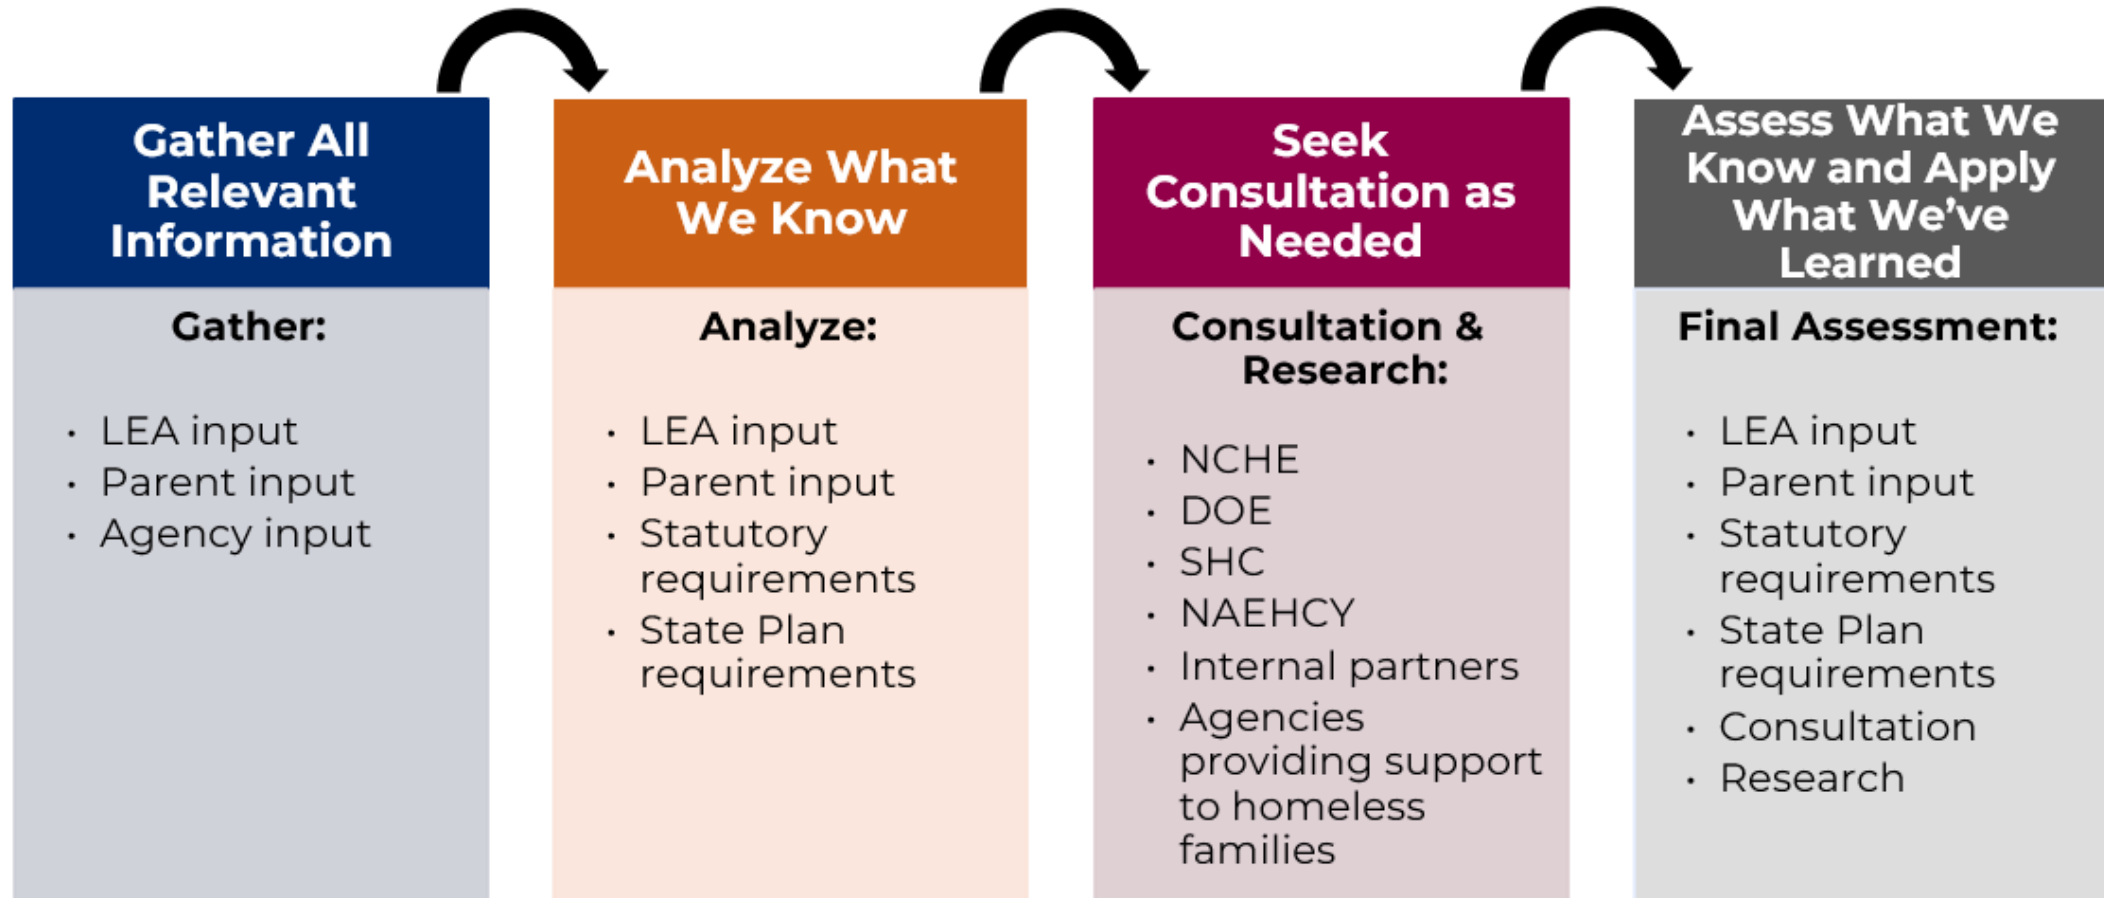 Gather All
Relevant
Information
Gather:
· LEA input
· Parent input
· Agency input
Analyze What
We Know
Analyze:
· LEA input
· Parent input
· Statutory
requirements
· State Plan
requirements
Seek
Consultation as
Needed
Consultation &
Research:
· NCHE
· DOE
· SHC
· NAEHCY
· Internal partners
· Agencies
providing support
to homeless
families
Assess What We
Know and Apply
What We’ve
Learned
Final Assessment:
· LEA input
· Parent input
· Statutory
requirements
· State Plan
requirements
· Consultation
· Research